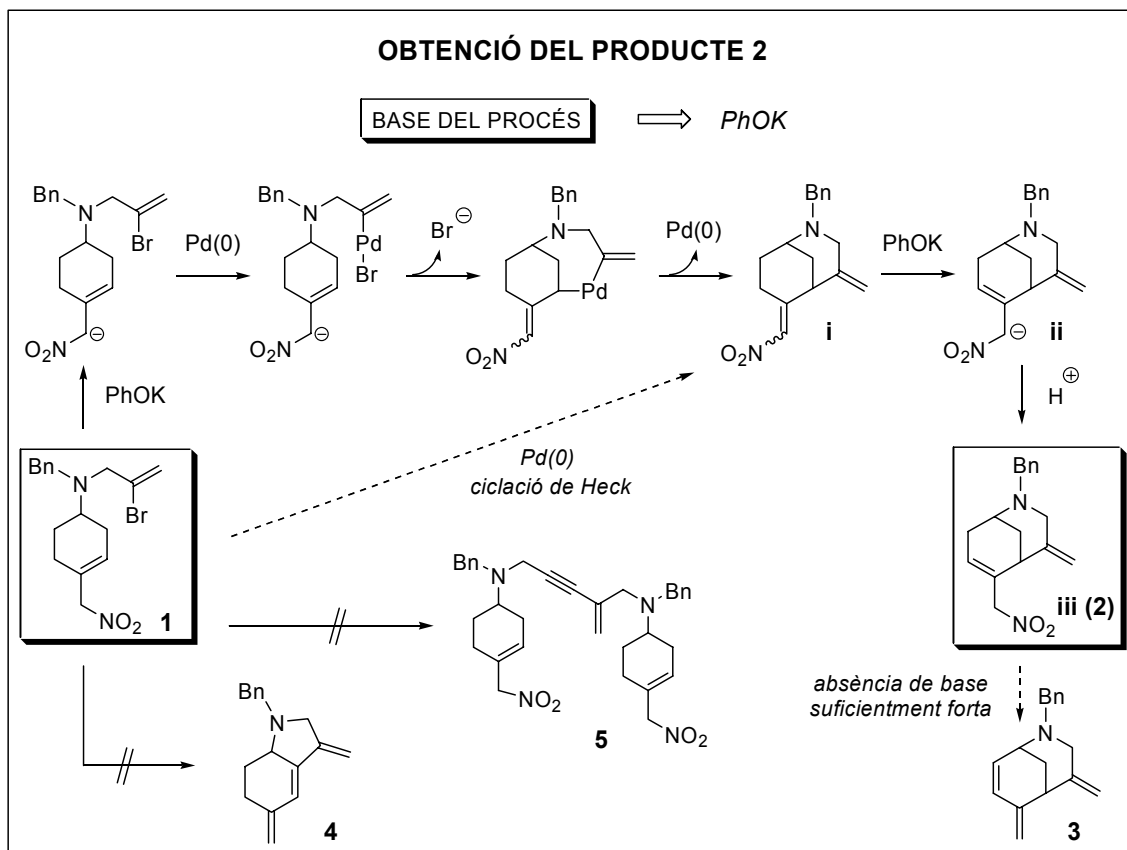 OBTENCIÓ DEL PRODUCTE 2
BASE DEL PROCÉS
PhOK
Bn
N
Br
O2N
⊖
Pd(0)
Bn
N
Pd
Br
O2N
⊖
Br⊖
Bn
N
Pd
O2N
Pd(0)
Bn
N
O2N
i
PhOK
Bn
N
O2N
⊖
ii
PhOK
H⊕
Bn
N
Br
NO2
1
Pd(0)
ciclació de Heck
Bn
N
NO2
N
Bn
NO2
5
Bn
N
NO2
iii (2)
absència de base
suficientment forta
Bn
N
4
Bn
N
3